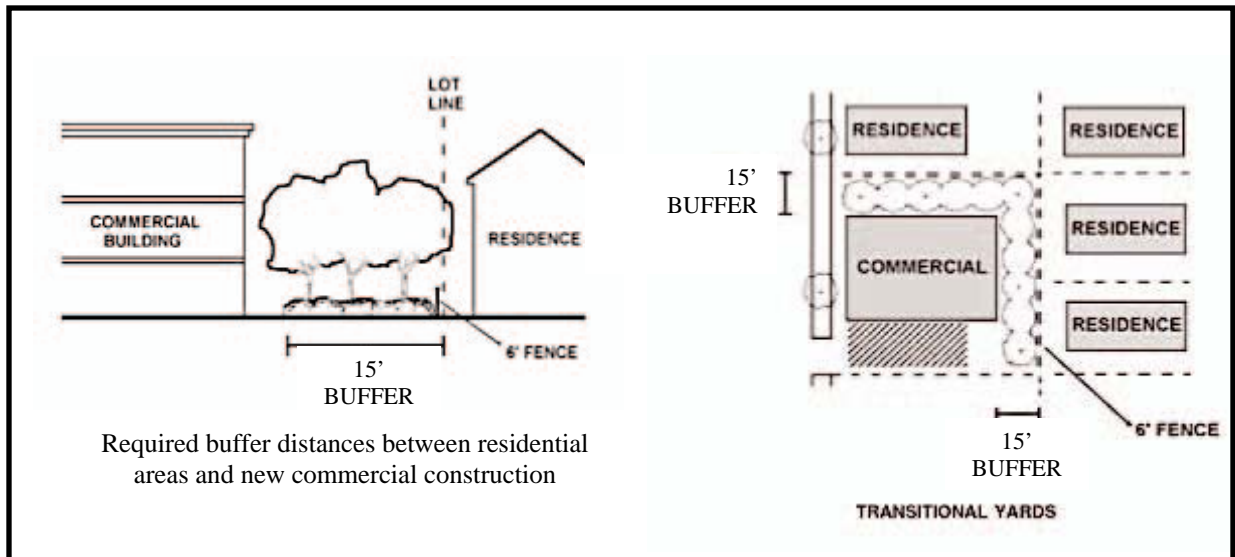 LOT
LINE
COMMERCIAL
BUILDING
RESIDENCE
6' FENCE
15’
BUFFER
Required buffer distances between residential
areas and new commercial construction
RESIDENCE
RESIDENCE
15’
BUFFER
RESIDENCE
COMMERCIAL
RESIDENCE
6' FENCE
15’
BUFFER
TRANSITIONAL YARDS